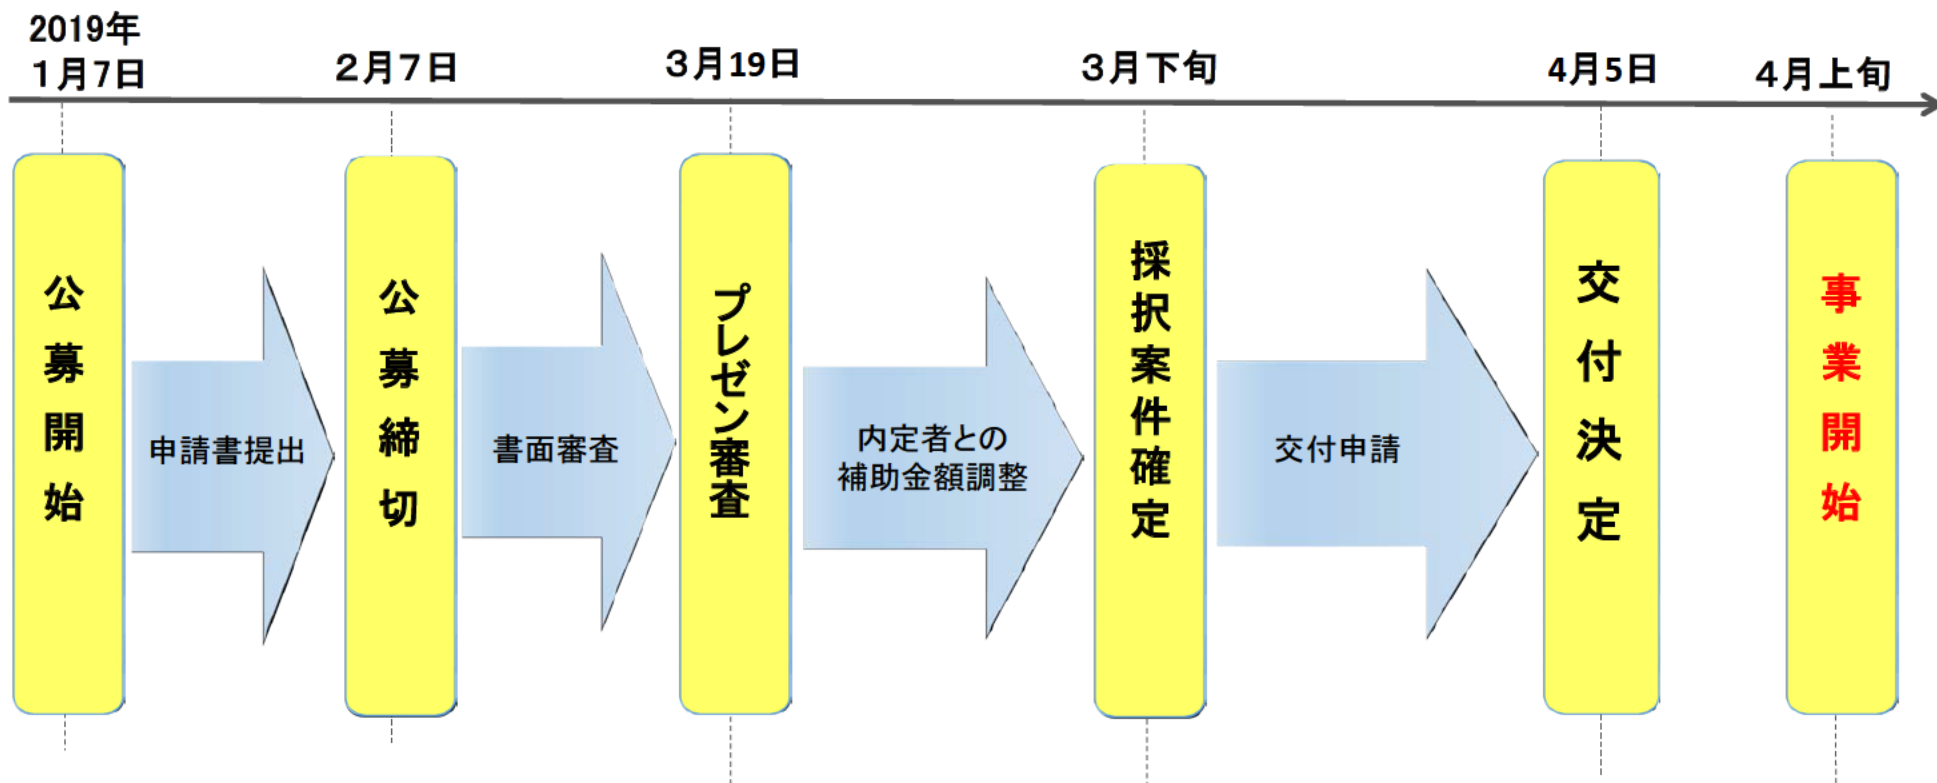 2019年
１月７日
２月７日
３月19日
３月下旬
4月5日
４月上旬
公募開始
申請書提出
公募締切
書面審査
プレゼン審査
内定者との
補助金額調整
採択案件確定
交付申請
交付決定
事業開始